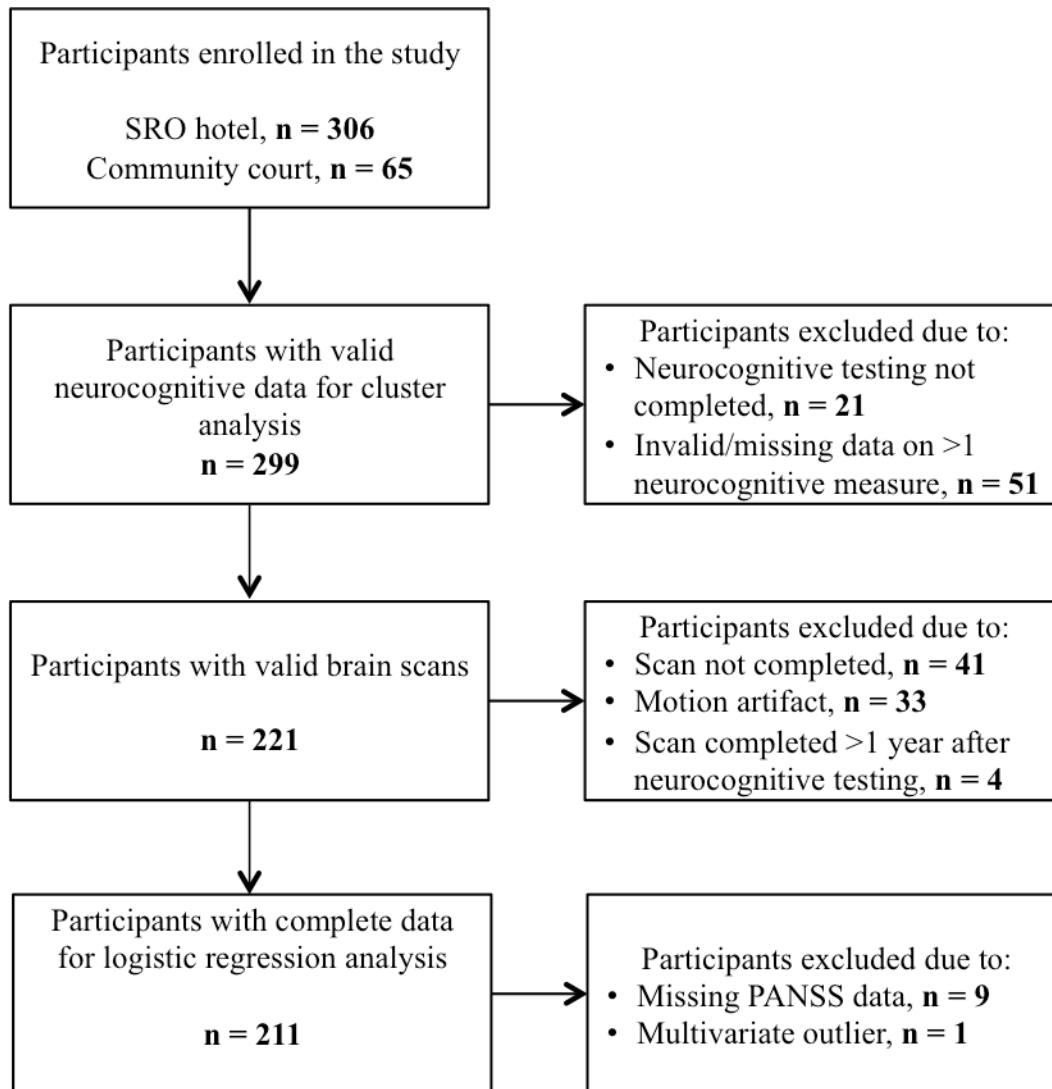 Participants enrolled in the study
SRO hotel, n = 306
Community court, n = 65
Participants with valid
neurocognitive data for cluster
analysis
n = 299
Participants excluded due to:
• Neurocognitive testing not
completed, n = 21
• Invalid/missing data on >1
neurocognitive measure, n = 51
Participants with valid brain scans
n = 221
Participants excluded due to:
• Scan not completed, n = 41
• Motion artifact, n = 33
• Scan completed >1 year after
neurocognitive testing, n = 4
Participants with complete data
for logistic regression analysis
n = 211
Participants excluded due to:
• Missing PANSS data, n = 9
• Multivariate outlier, n = 1